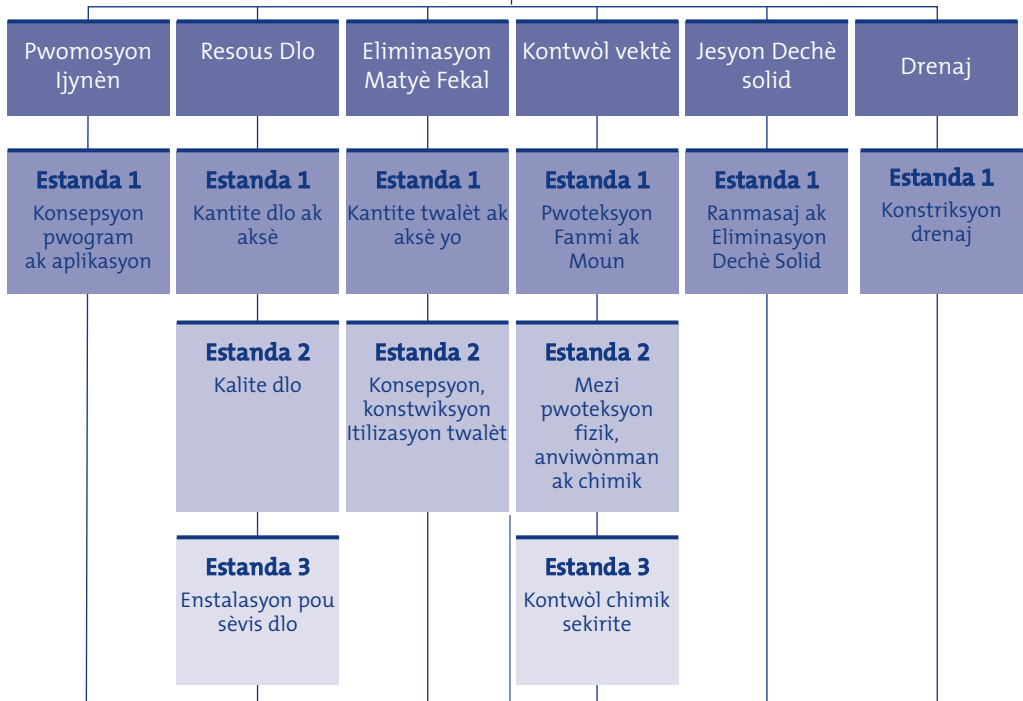 Pwomosyon
Ijynèn
Resous Dlo
Eliminasyon
Matyè Fekal
Kontwòl vektè
Jesyon Dechè
solid
Drenaj
Estanda 1
Konsepsyon
pwogram
ak aplikasyon
Estanda 1
Kantite dlo ak
aksè
Estanda 1
Kantite twalèt ak
aksè yo
Estanda 1
Pwoteksyon
Fanmi ak
Moun
Estanda 1
Ranmasaj ak
Eliminasyon
Dechè Solid
Estanda 1
Konstriksyon
drenaj
Estanda 2
Kalite dlo
Estanda 2
Konsepsyon,
konstwiksyon
Itilizasyon twalèt
Estanda 2
Mezi
pwoteksyon
fizik,
anviwònman
ak chimik
Estanda 3
Enstalasyon pou
sèvis dlo
Estanda 3
Kontwòl chimik
sekirite